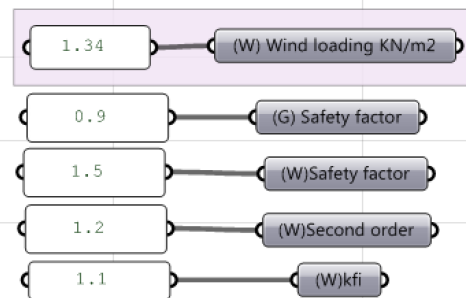 1.34 (W) Wind loading KN/m2
0.9 (G) Safety factor
1.5 (W)Safety factor
1.2 (W)Second order
1.1 (W)kfi